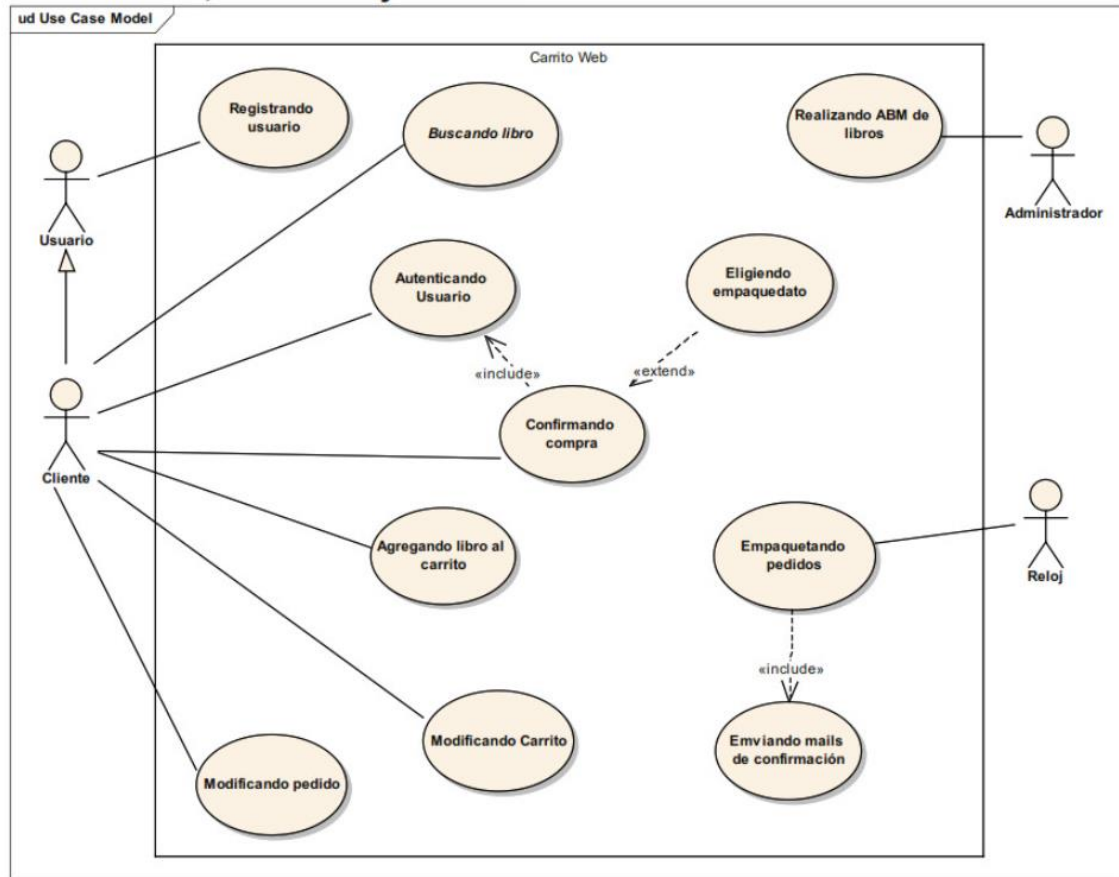 ud Use Case Model
Carrito Web
Registrando
usuario
Buscando libro
Realizando ABM de
libros
Usuario
Administrador
Autenticando
Usuario
Eligiendo
empaquedato
«include»
«extend»
Confirmando
compra
Cliente
Agregando libro al
carrito
Empaquetando
pedidos
Reloj
«include»
Modificando Carrito
Emviando mails
de confirmación
Modificando pedido